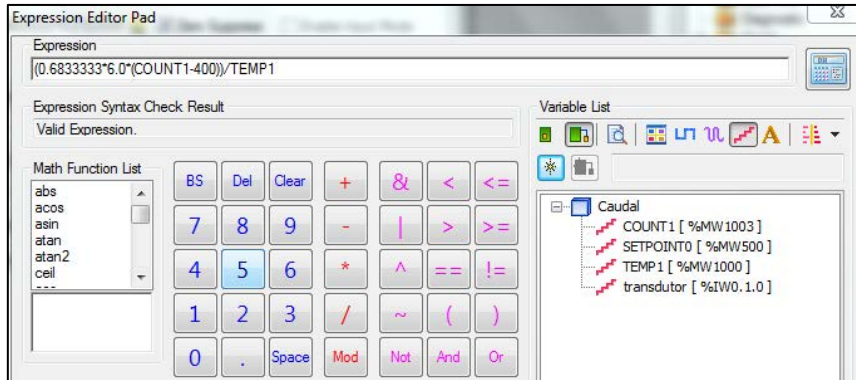 Expression Editor Pad
Expression
(0.6833333*6.0*(COUNT1-400))/TEMP1
Expression Syntax Check Result
Valid Expression.
Math Function List
abs
acos
asin
atan
atan2
ceil
BS Del Clear + & < <=
7 8 9 - | > >=
4 5 6 * ^ == !=
1 2 3 / ~ ( )
0 . Space Mod Not And Or
Variable List
A
Caudal
COUNT1 [ %MW1003 ]
SETPOINT0 [ %MW500 ]
TEMP1 [ %MW1000 ]
transdutor [ %IW0.1.0 ]